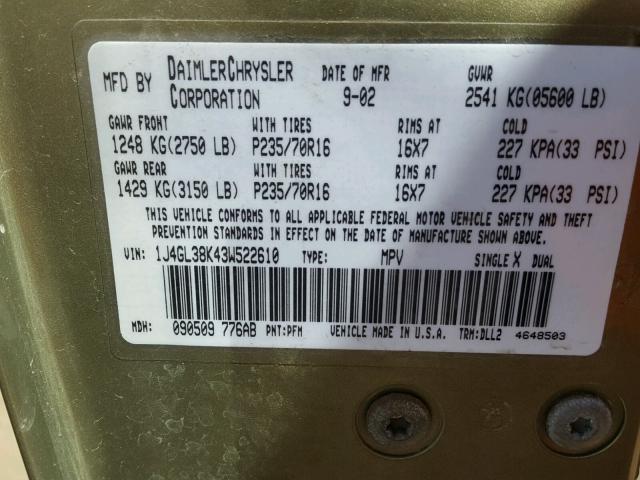 MFD BY DAIMLERCHRYSLER CORPORATION DATE OF MFR 9-02 GVWR 2541 KG(05600 LB)
GAWR FRONT WITH TIRES RIMS AT COLD
1248 KG(2750 LB) P235/70R16 16X7 227 KPA(33 PSI)
GAWR REAR WITH TIRES RIMS AT COLD
1429 KG(3150 LB) P235/70R16 16X7 227 KPA(33 PSI)
THIS VEHICLE CONFORMS TO ALL APPLICABLE FEDERAL MOTOR VEHICLE SAFETY AND THEFT
PREVENTION STANDARDS IN EFFECT ON THE DATE OF MANUFACTURE SHOWN ABOVE.
VIN: 1J4GL38K43W522610 TYPE: MPV SINGLE X DUAL
MDH: 090509 776AB PNT:PFM VEHICLE MADE IN U.S.A. TRM:DLL2 4648503